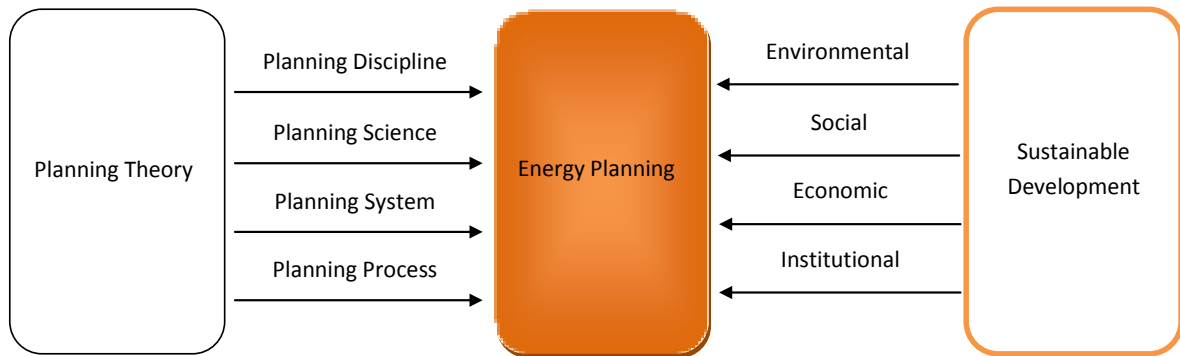 Planning Theory
Planning Discipline
Planning Science
Planning System
Planning Process
Energy Planning
Environmental
Social
Economic
Institutional
Sustainable
Development